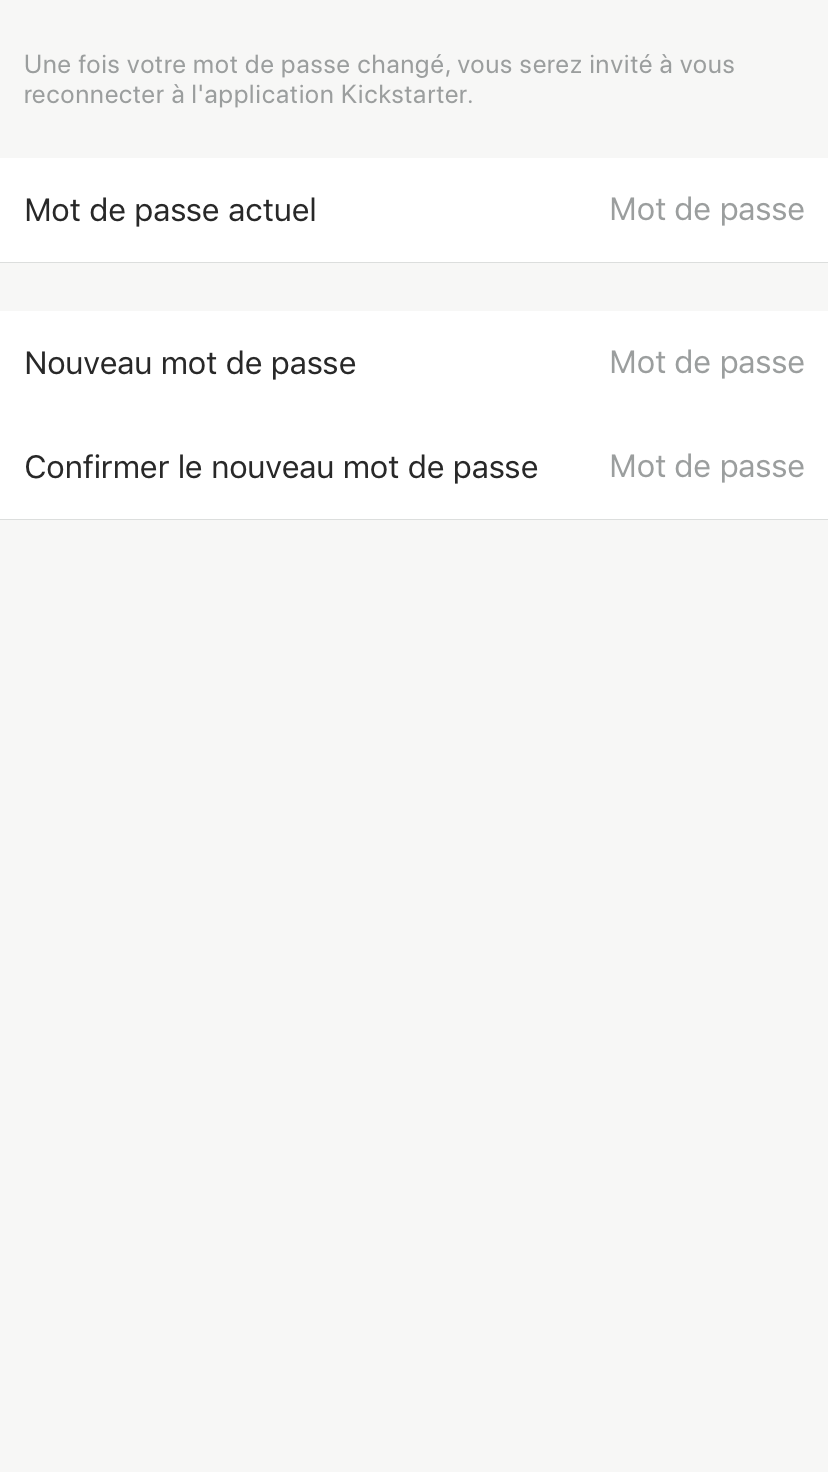 Une fois votre mot de passe changé, vous serez invité à vous
reconnecter à l'application Kickstarter.
Mot de passe actuel Mot de passe
Nouveau mot de passe Mot de passe
Confirmer le nouveau mot de passe Mot de passe